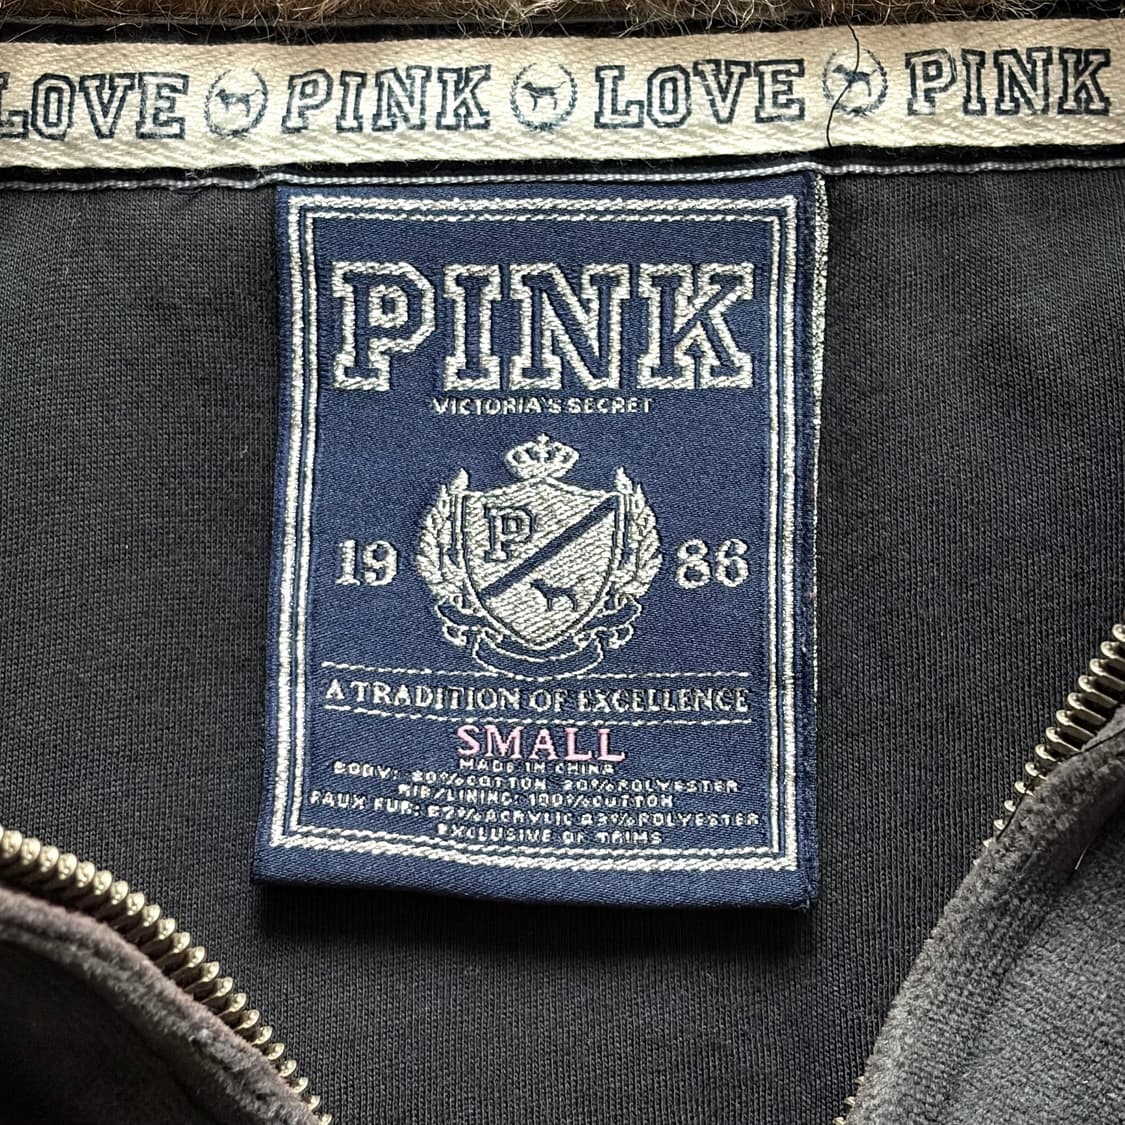 LOVE PINK LOVE PINK
PINK
VICTORIA'S SECRET
P
19 86
A TRADITION OF EXCELLENCE
SMALL
MADE IN CHINA
BODY: 80% COTTON 20% POLYESTER
RIB/LINING: 100% COTTON
FAUX FUR: 57% ACRYLIC 43% POLYESTER
EXCLUSIVE OF TRIMS